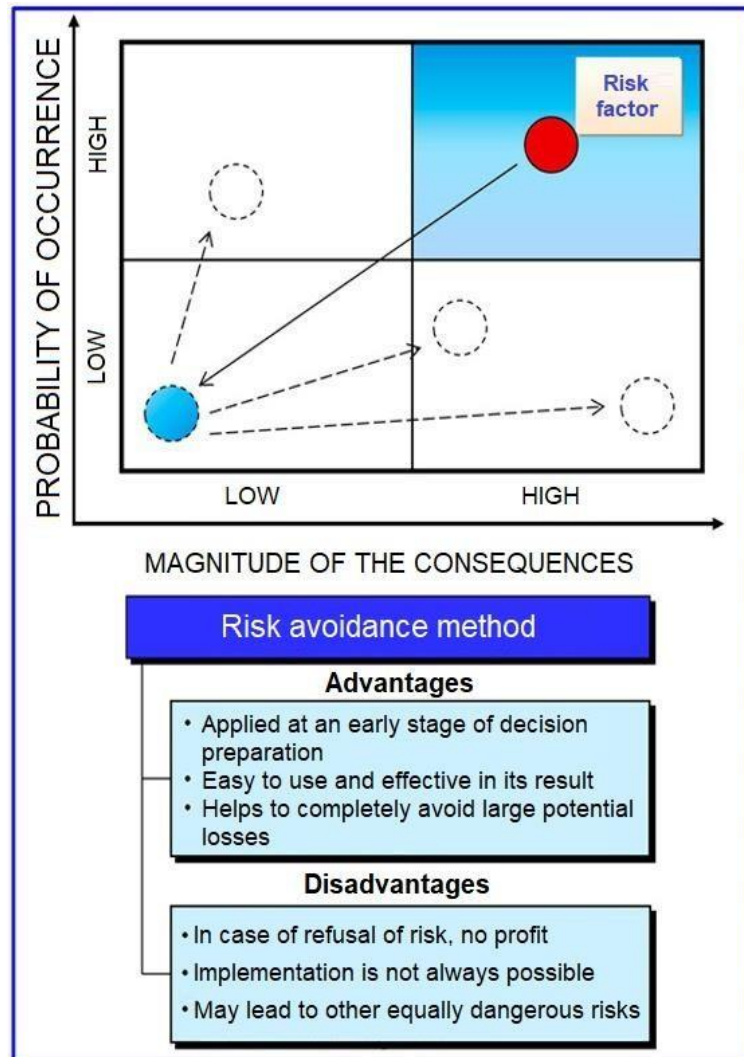 PROBABILITY OF OCCURRENCE
HIGH
LOW
Risk
factor
LOW
HIGH
MAGNITUDE OF THE CONSEQUENCES
Risk avoidance method
Advantages
• Applied at an early stage of decision
preparation
• Easy to use and effective in its result
• Helps to completely avoid large potential
losses
Disadvantages
• In case of refusal of risk, no profit
• Implementation is not always possible
• May lead to other equally dangerous risks